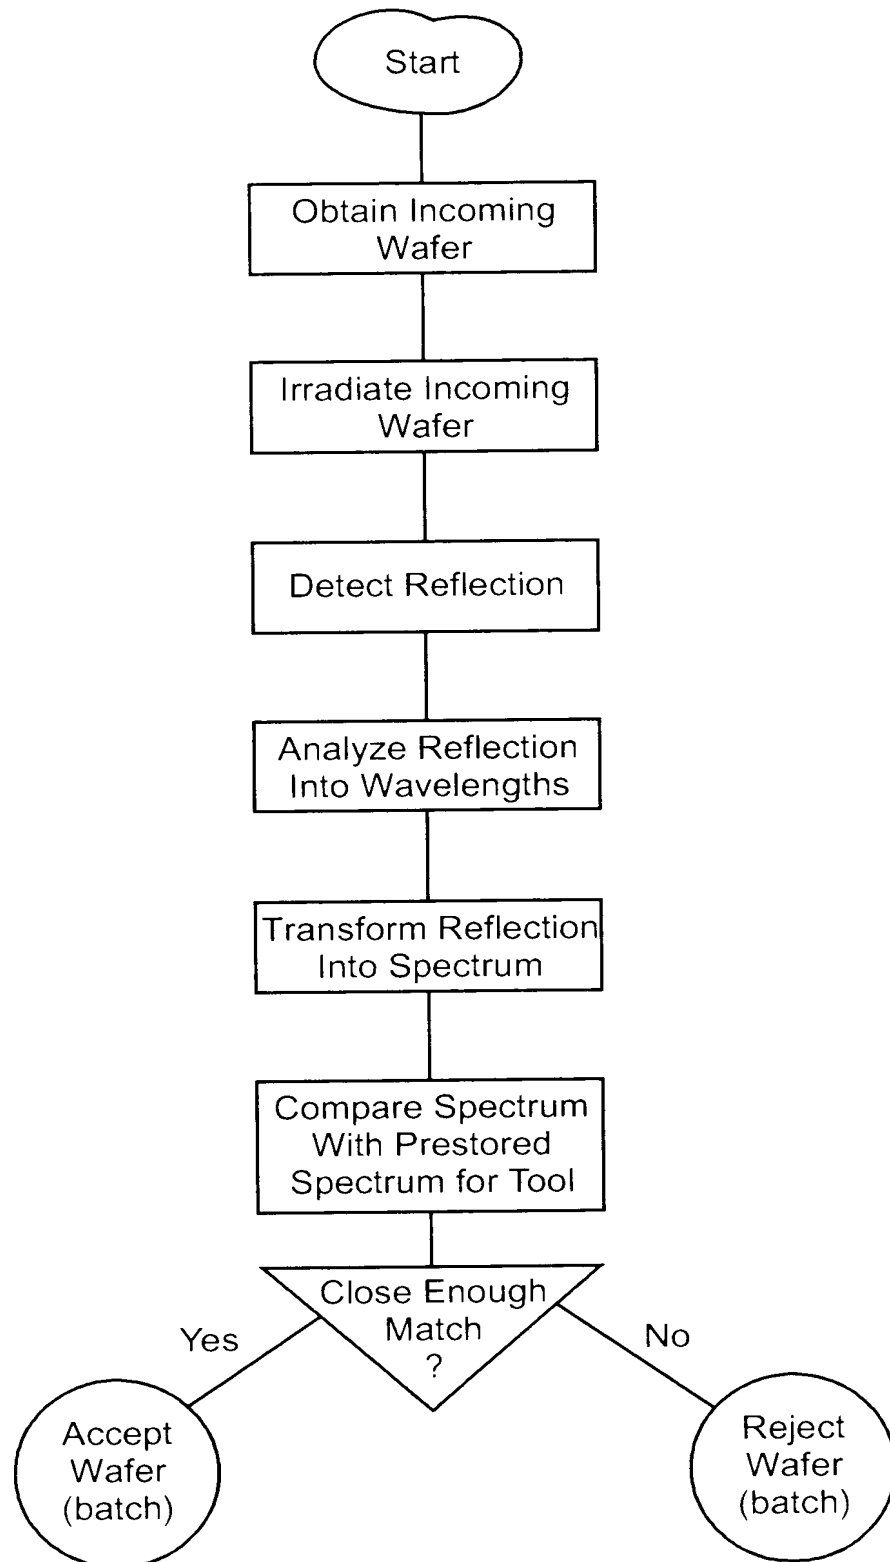 Start
Obtain Incoming
Wafer
Irradiate Incoming
Wafer
Detect Reflection
Analyze Reflection
Into Wavelengths
Transform Reflection
Into Spectrum
Compare Spectrum
With Prestored
Spectrum for Tool
Close Enough
Match
?
Yes
No
Accept
Wafer
(batch)
Reject
Wafer
(batch)